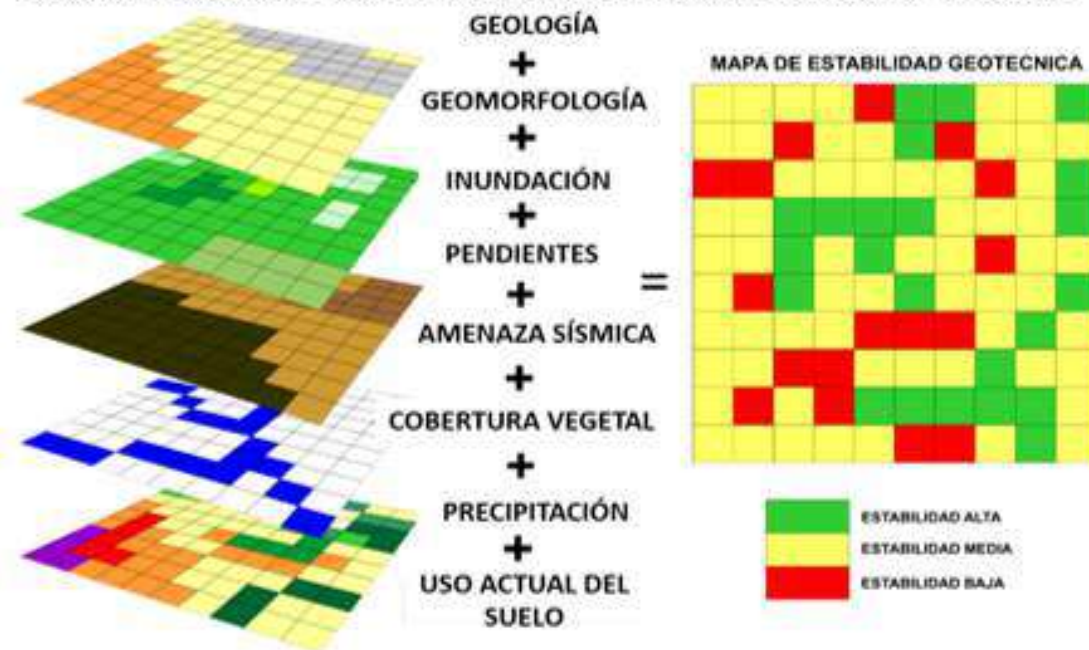 GEOLOGÍA
+
GEOMORFOLOGÍA
+
INUNDACIÓN
+
PENDIENTES
+
AMENAZA SÍSMICA
+
COBERTURA VEGETAL
+
PRECIPITACIÓN
+
USO ACTUAL DEL
SUELO
=
MAPA DE ESTABILIDAD GEOTECNICA
ESTABILIDAD ALTA
ESTABILIDAD MEDIA
ESTABILIDAD BAJA